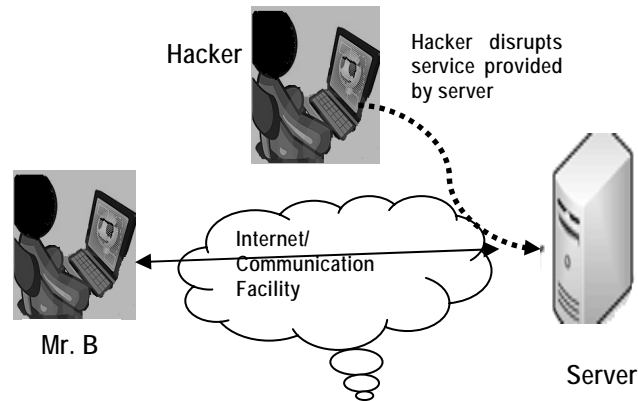 Hacker
Hacker disrupts
service provided
by server
Internet/
Communication
Facility
Mr. B
Server